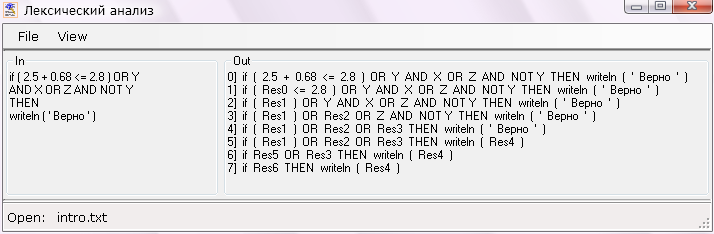 Лексический анализ
File View
In
if ( 2.5 + 0.68 <= 2.8 ) OR Y
AND X OR Z AND NOT Y
THEN
writeln ( ' Верно ' )
Out
0] if ( 2.5 + 0.68 <= 2.8 ) OR Y AND X OR Z AND NOT Y THEN writeln ( ' Верно ' )
1] if ( Res0 <= 2.8 ) OR Y AND X OR Z AND NOT Y THEN writeln ( ' Верно ' )
2] if ( Res1 ) OR Y AND X OR Z AND NOT Y THEN writeln ( ' Верно ' )
3] if ( Res1 ) OR Res2 OR Z AND NOT Y THEN writeln ( ' Верно ' )
4] if ( Res1 ) OR Res2 OR Res3 THEN writeln ( ' Верно ' )
5] if ( Res1 ) OR Res2 OR Res3 THEN writeln ( Res4 )
6] if Res5 OR Res3 THEN writeln ( Res4 )
7] if Res6 THEN writeln ( Res4 )
Open: intro.txt